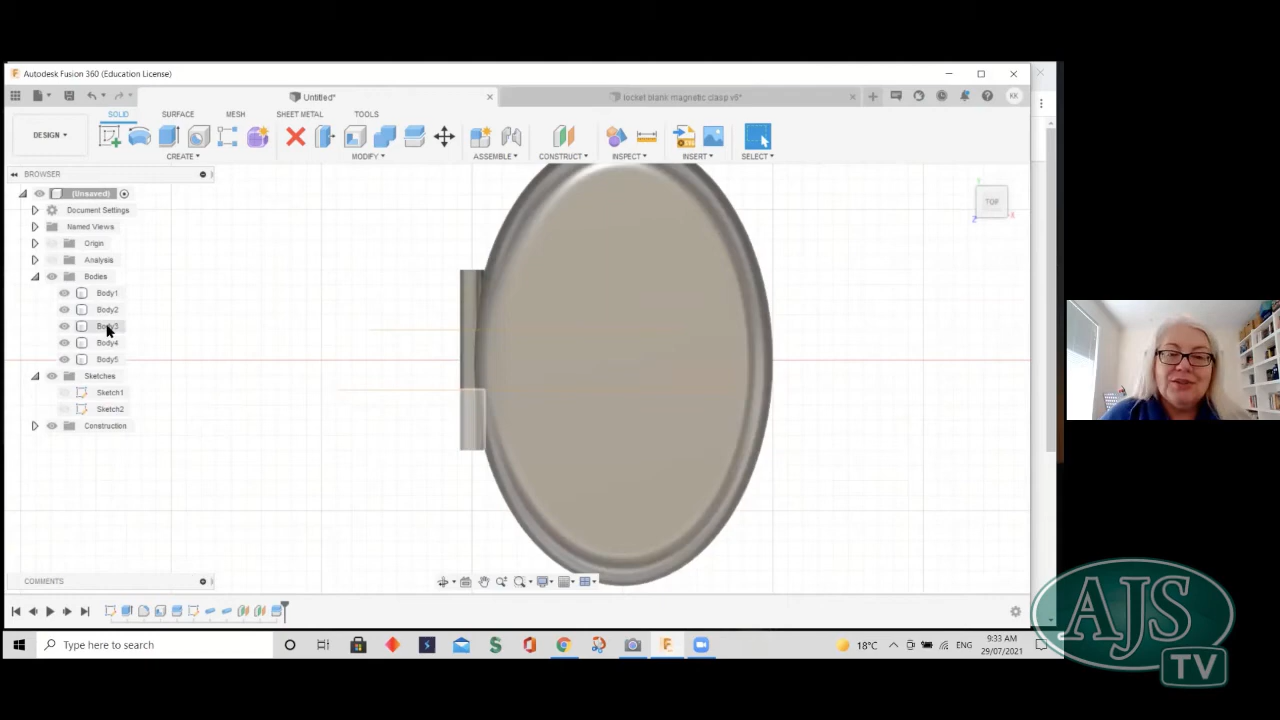 Autodesk Fusion 360 (Education License)
Untitled*
locket blank magnetic clasp v6*
KK
SOLID
SURFACE
MESH
SHEET METAL
TOOLS
DESIGN
CREATE
MODIFY
ASSEMBLE
CONSTRUCT
INSPECT
INSERT
SELECT
BROWSER
(Unsaved)
Document Settings
Named Views
Origin
Analysis
Bodies
Body1
Body2
Body3
Body4
Body5
Sketches
Sketch1
Sketch2
Construction
TOP
Z
X
COMMENTS
Type here to search
18°C
ENG
9:33 AM
29/07/2021
AJS
TV